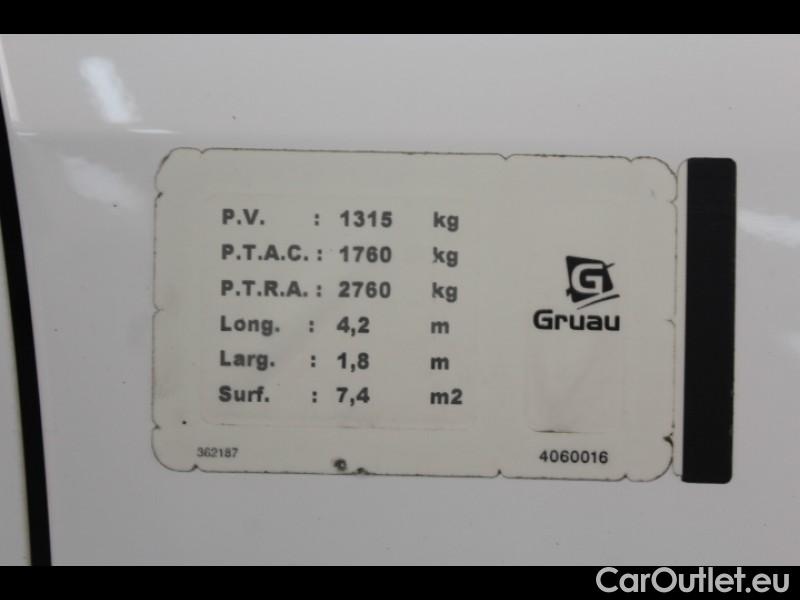 P.V. : 1315 kg
P.T.A.C. : 1760 kg
P.T.R.A. : 2760 kg
Long. : 4,2 m
Larg. : 1,8 m
Surf. : 7,4 m2
G
Gruau
362187
4060016
CarOutlet.eu